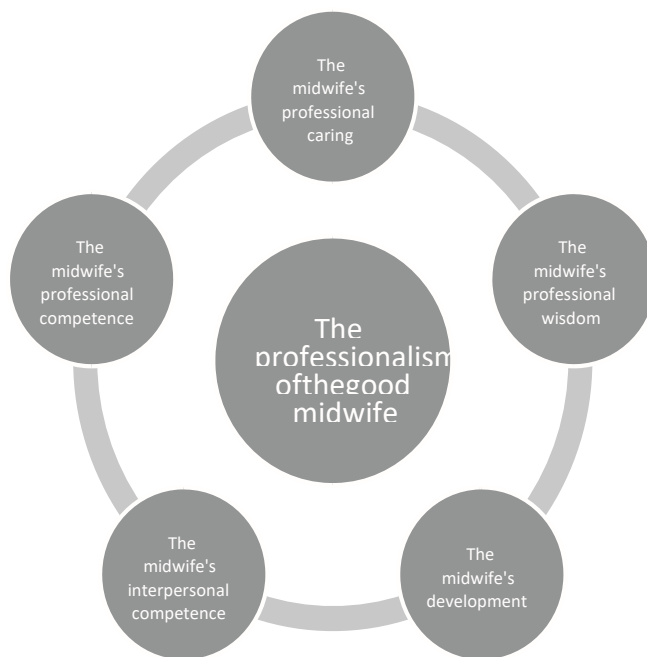 The
midwife's
professional
caring
The
midwife's
professional
competence
The
midwife's
professional
wisdom
The
professionalism
ofthegood
midwife
The
midwife's
interpersonal
competence
The
midwife's
development